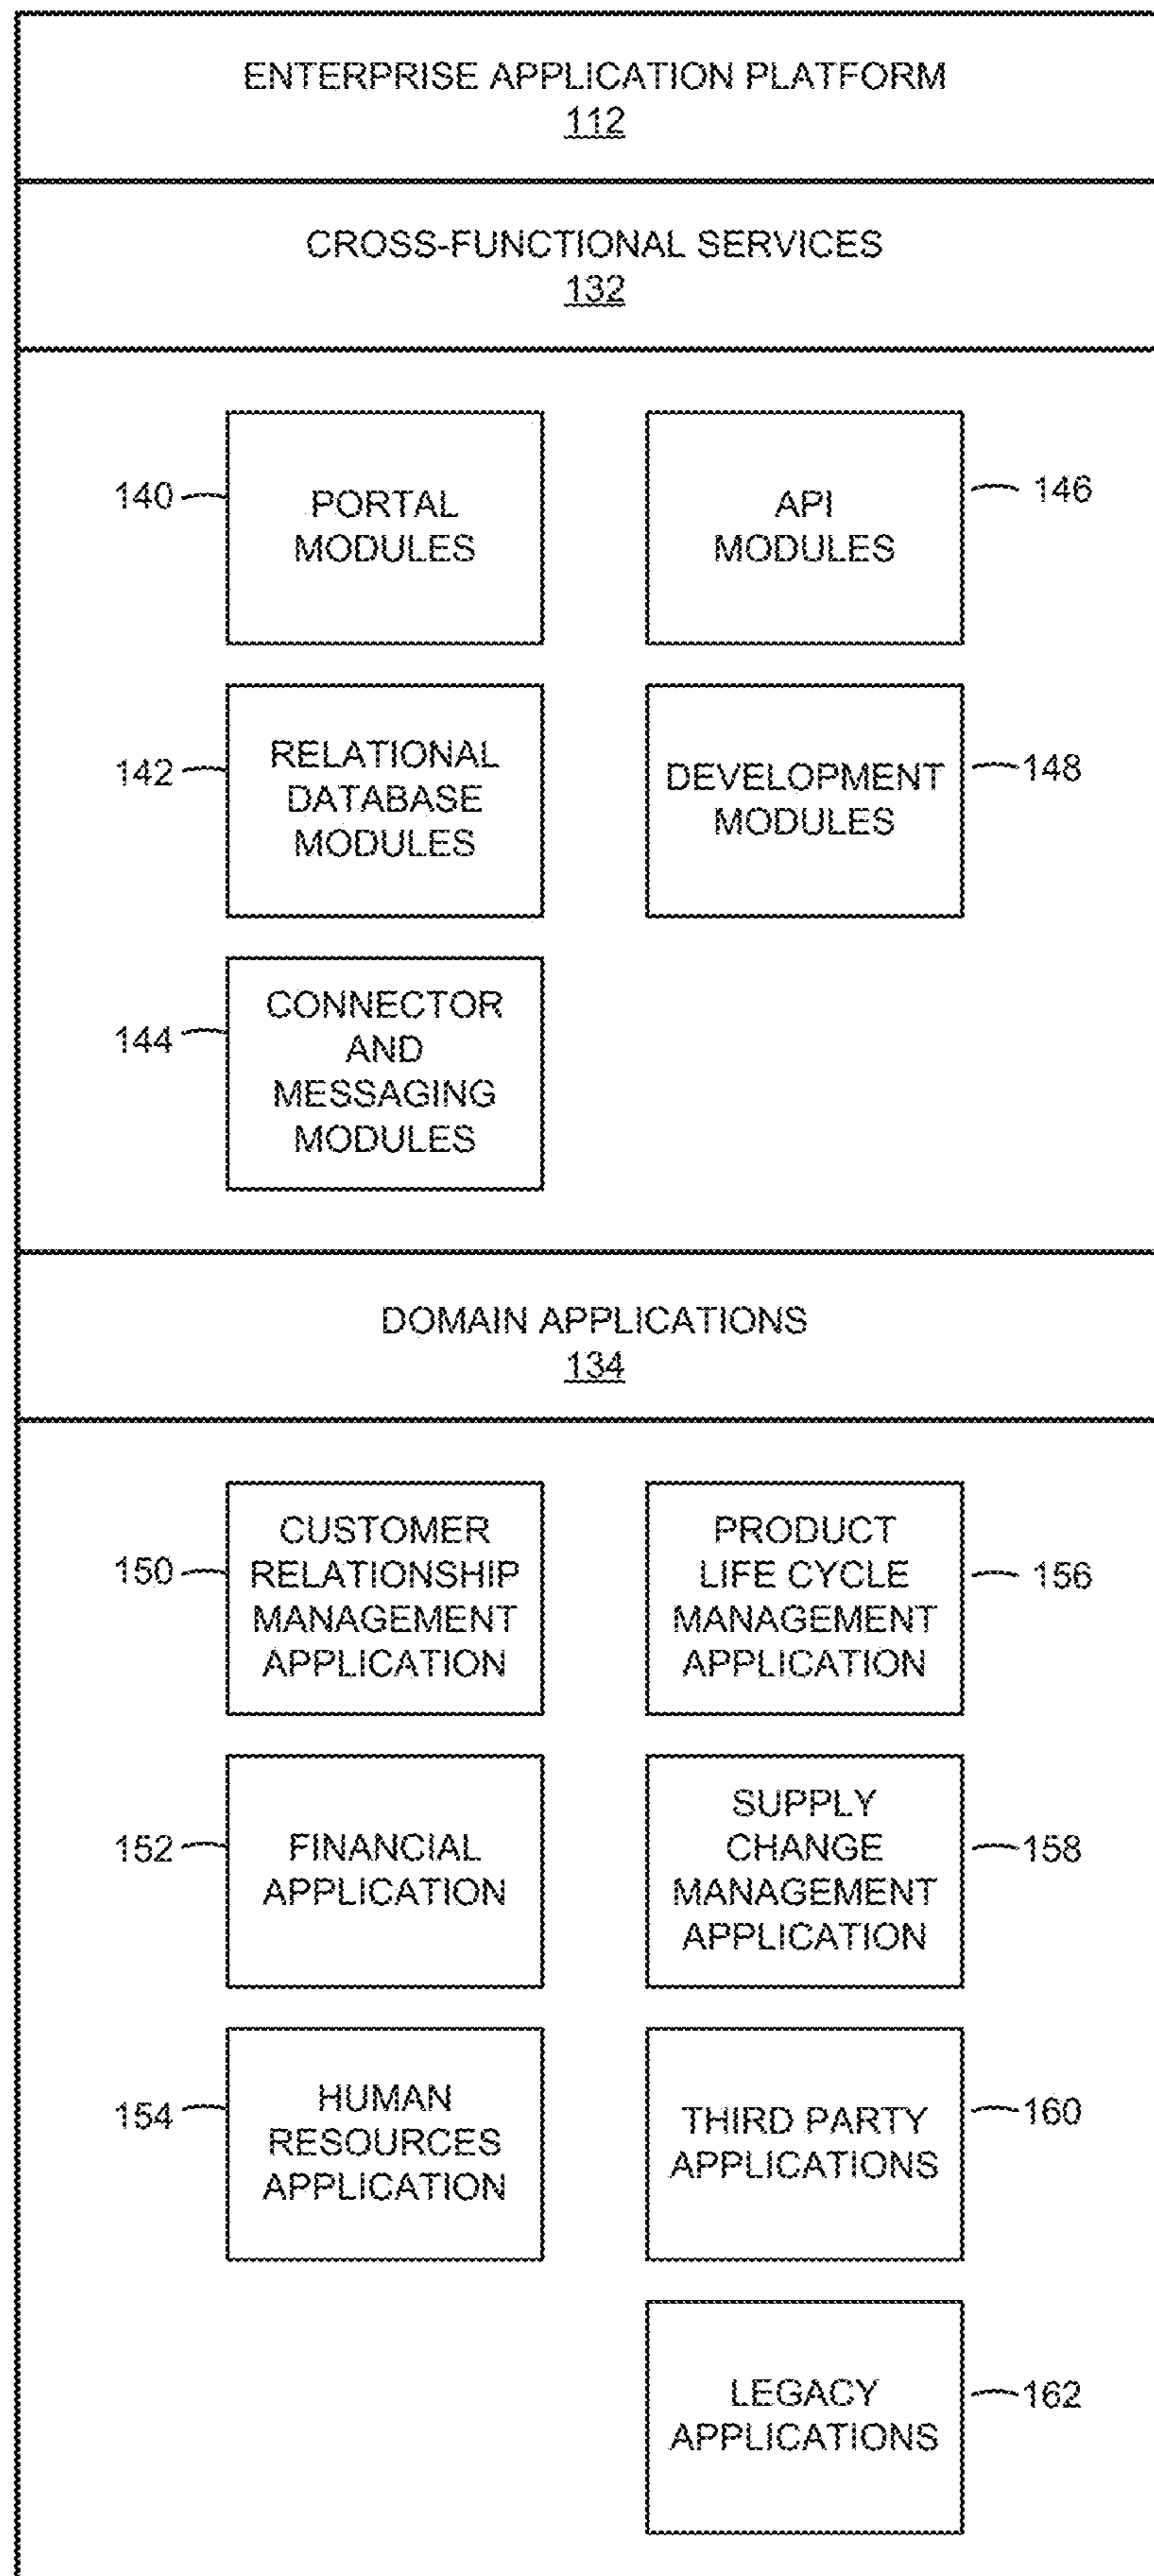 ENTERPRISE APPLICATION PLATFORM
112
CROSS-FUNCTIONAL SERVICES
132
140
PORTAL
MODULES
API
MODULES
146
142
RELATIONAL
DATABASE
MODULES
DEVELOPMENT
MODULES
148
144
CONNECTOR
AND
MESSAGING
MODULES
DOMAIN APPLICATIONS
134
150
CUSTOMER
RELATIONSHIP
MANAGEMENT
APPLICATION
PRODUCT
LIFE CYCLE
MANAGEMENT
APPLICATION
156
152
FINANCIAL
APPLICATION
SUPPLY
CHANGE
MANAGEMENT
APPLICATION
158
154
HUMAN
RESOURCES
APPLICATION
THIRD PARTY
APPLICATIONS
160
LEGACY
APPLICATIONS
162